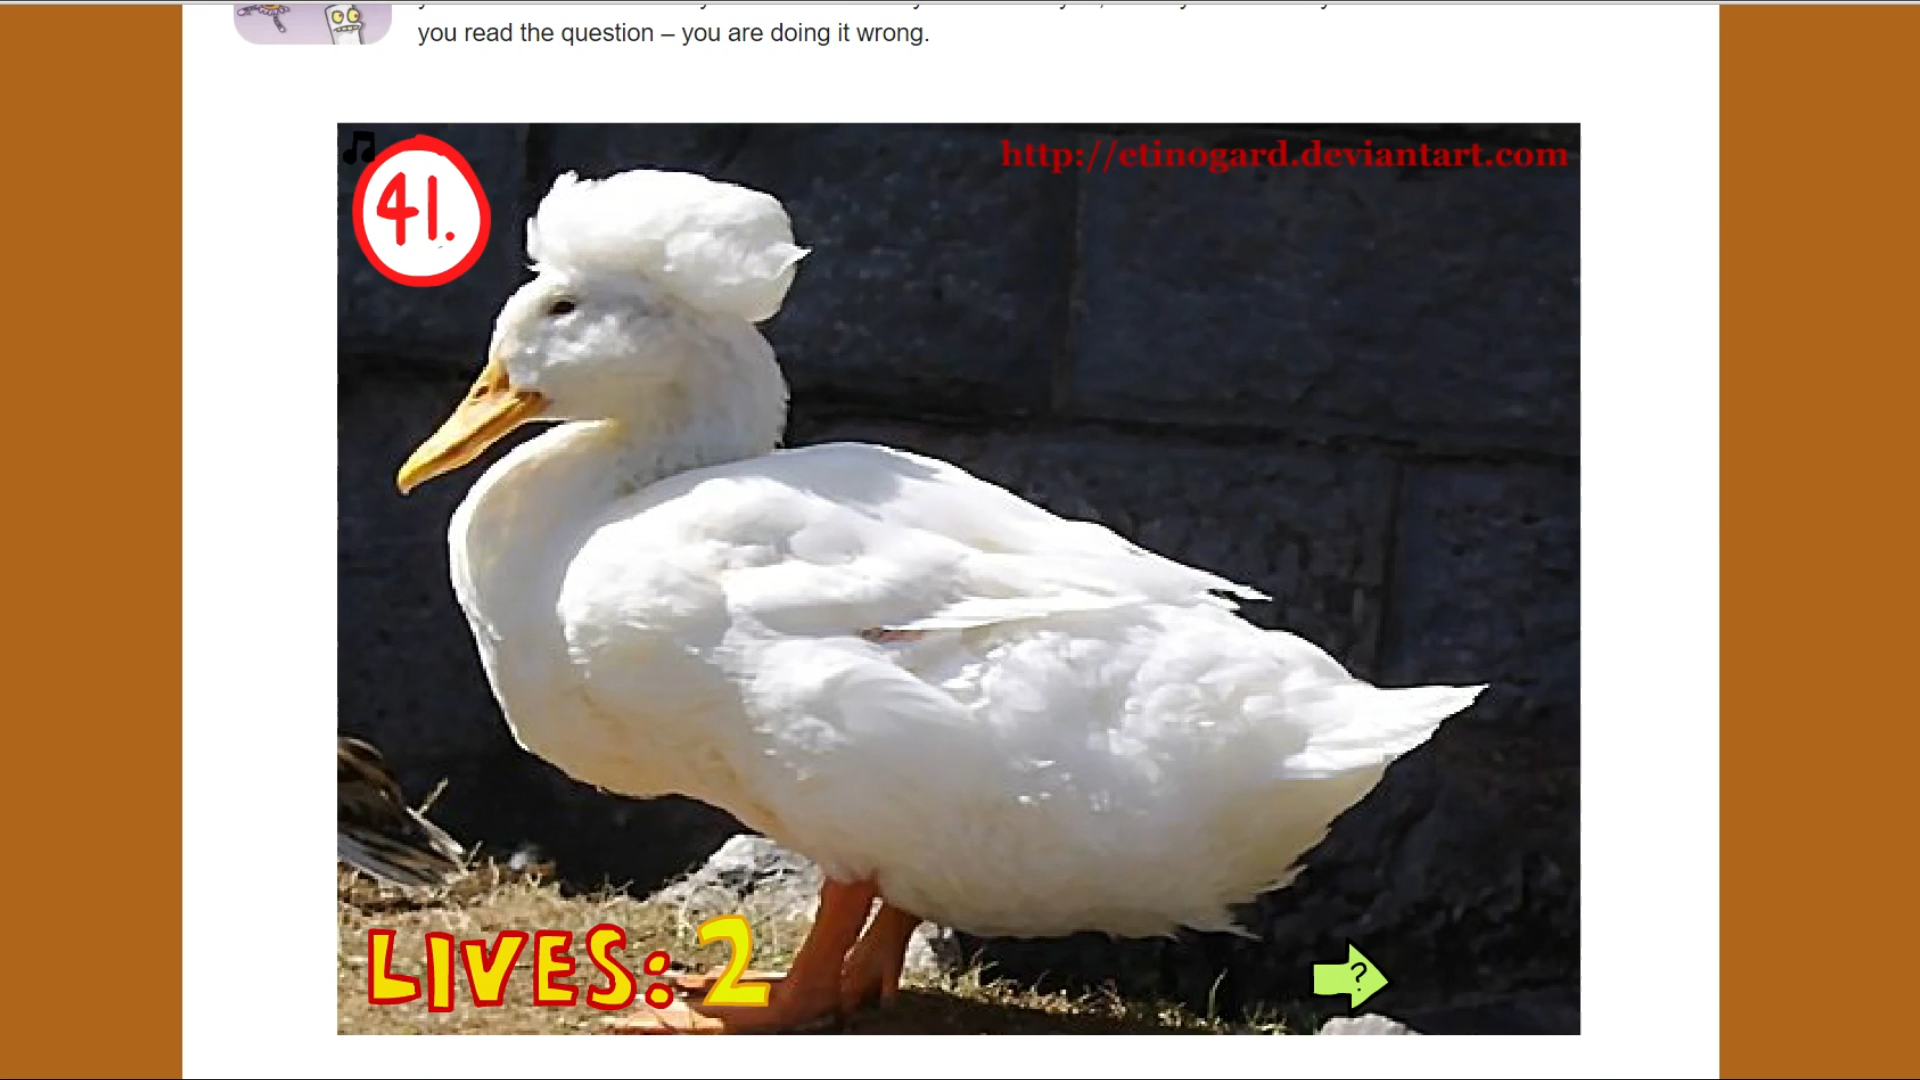 you read the question – you are doing it wrong.
http://etinogard.deviantart.com
41.
LIVES: 2
?